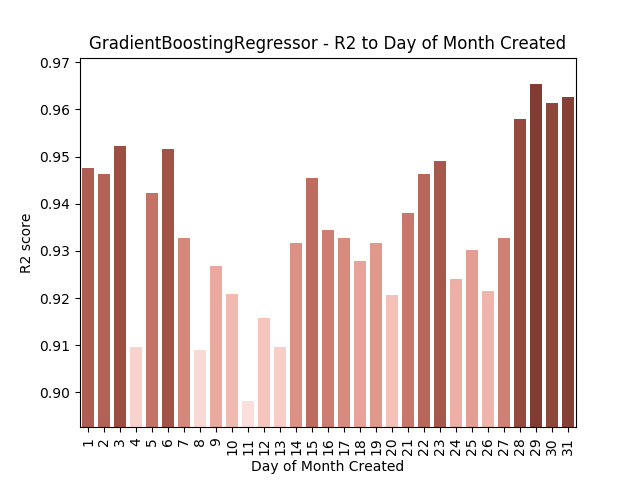 GradientBoostingRegressor - R2 to Day of Month Created
0.97
0.96
0.95
0.94
0.93
0.92
0.91
0.90
R2 score
1 2 3 4 5 6 7 8 9 10 11 12 13 14 15 16 17 18 19 20 21 22 23 24 25 26 27 28 29 30 31
Day of Month Created